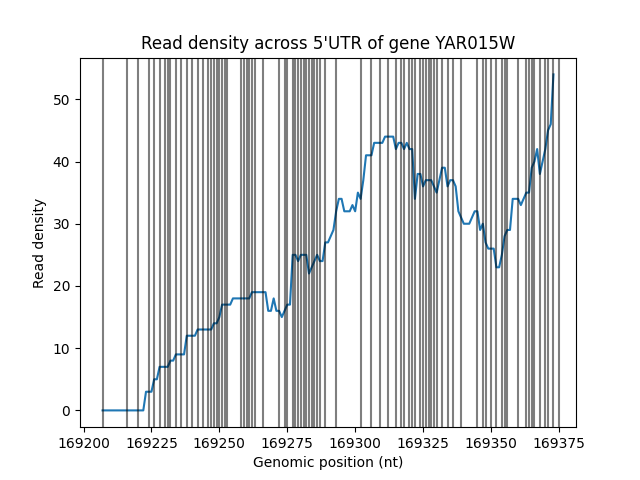 Read density across 5'UTR of gene YAR015W
Read density
50
40
30
20
10
0
169200 169225 169250 169275 169300 169325 169350 169375
Genomic position (nt)